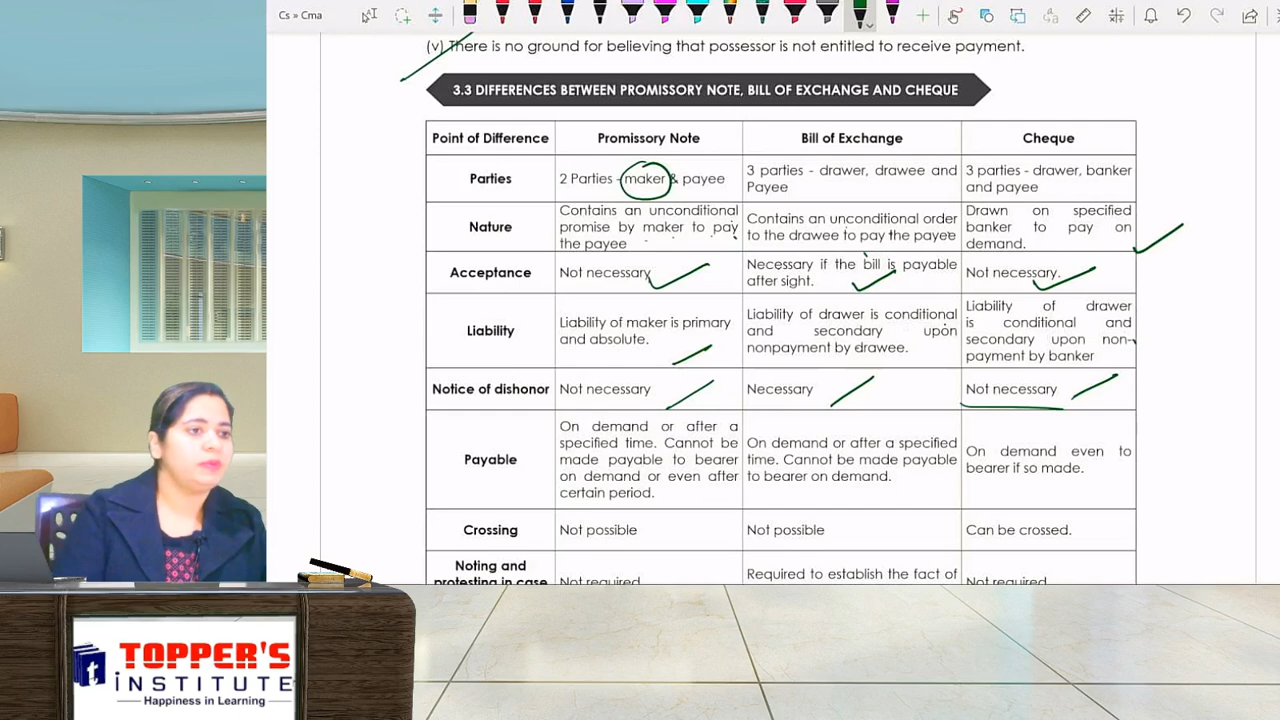 Cs » Cma
(v) There is no ground for believing that possessor is not entitled to receive payment.
3.3 DIFFERENCES BETWEEN PROMISSORY NOTE, BILL OF EXCHANGE AND CHEQUE
Point of Difference
Promissory Note
Bill of Exchange
Cheque
Parties
2 Parties - maker & payee
3 parties - drawer, drawee and
Payee
3 parties - drawer, banker
and payee
Nature
Contains an unconditional
promise by maker to pay
the payee
Contains an unconditional order
to the drawee to pay the payee
Drawn on specified
banker to pay on
demand.
Acceptance
Not necessary
Necessary if the bill is payable
after sight.
Not necessary.
Liability
Liability of maker is primary
and absolute.
Liability of drawer is conditional
and secondary upon
nonpayment by drawee.
Liability of drawer
is conditional and
secondary upon non-
payment by banker
Notice of dishonor
Not necessary
Necessary
Not necessary
Payable
On demand or after a
specified time. Cannot be
made payable to bearer
on demand or even after
certain period.
On demand or after a specified
time. Cannot be made payable
to bearer on demand.
On demand even to
bearer if so made.
Crossing
Not possible
Not possible
Can be crossed.
Noting and
protesting in case
Not required
Required to establish the fact of
Not required
t
TOPPER'S
INSTITUTE
Happiness in Learning